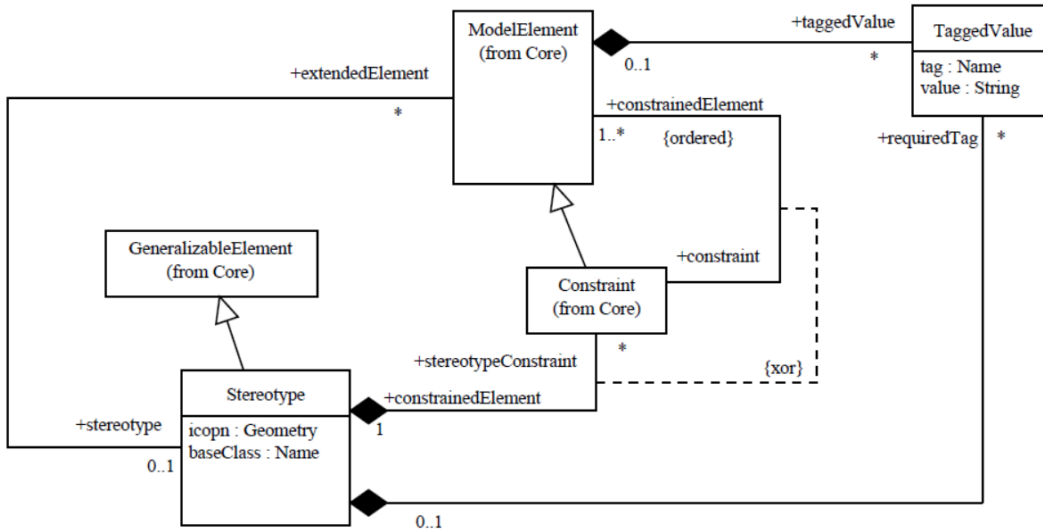 ModelElement
(from Core)
+taggedValue
0..1
*
TaggedValue
tag : Name
value : String
+extendedElement
*
+constrainedElement
1..*
{ordered}
+requiredTag
*
GeneralizableElement
(from Core)
+constraint
Constraint
(from Core)
*
+stereotypeConstraint
{xor}
+constrainedElement
1
Stereotype
icopn : Geometry
baseClass : Name
+stereotype
0..1
0..1